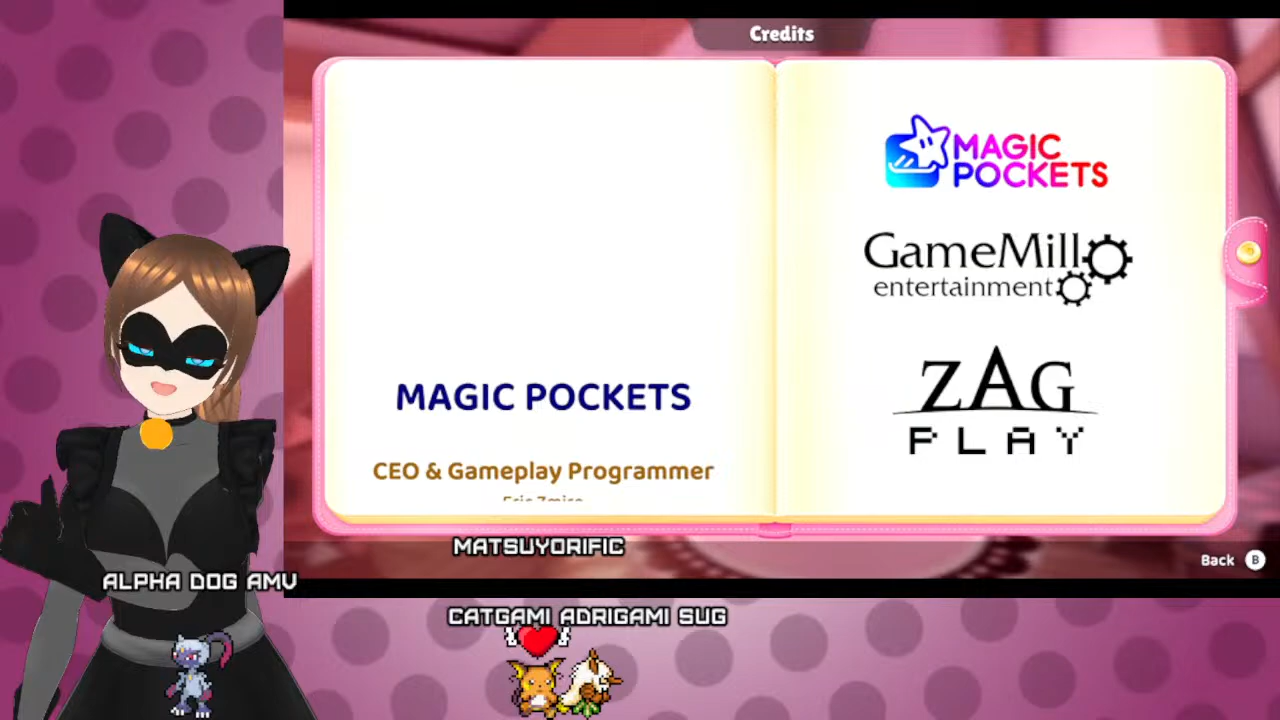 Credits
MAGIC POCKETS
CEO & Gameplay Programmer
MAGIC
POCKETS
GameMill
entertainment
ZAG
PLAY
MATSUYORIFIC
Back B
ALPHA DOG AMV
CATGAMI ADRIGAMI SUG